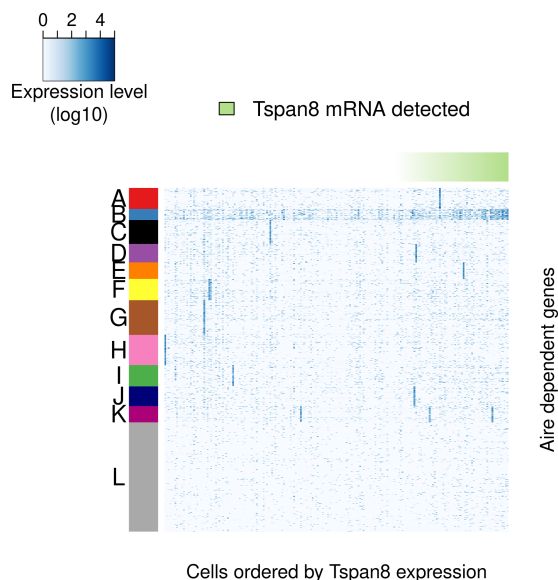 0 2 4
Expression level
(log10)
Tspan8 mRNA detected
A
B
C
D
E
F
G
H
I
J
K
L
Aire dependent genes
Cells ordered by Tspan8 expression